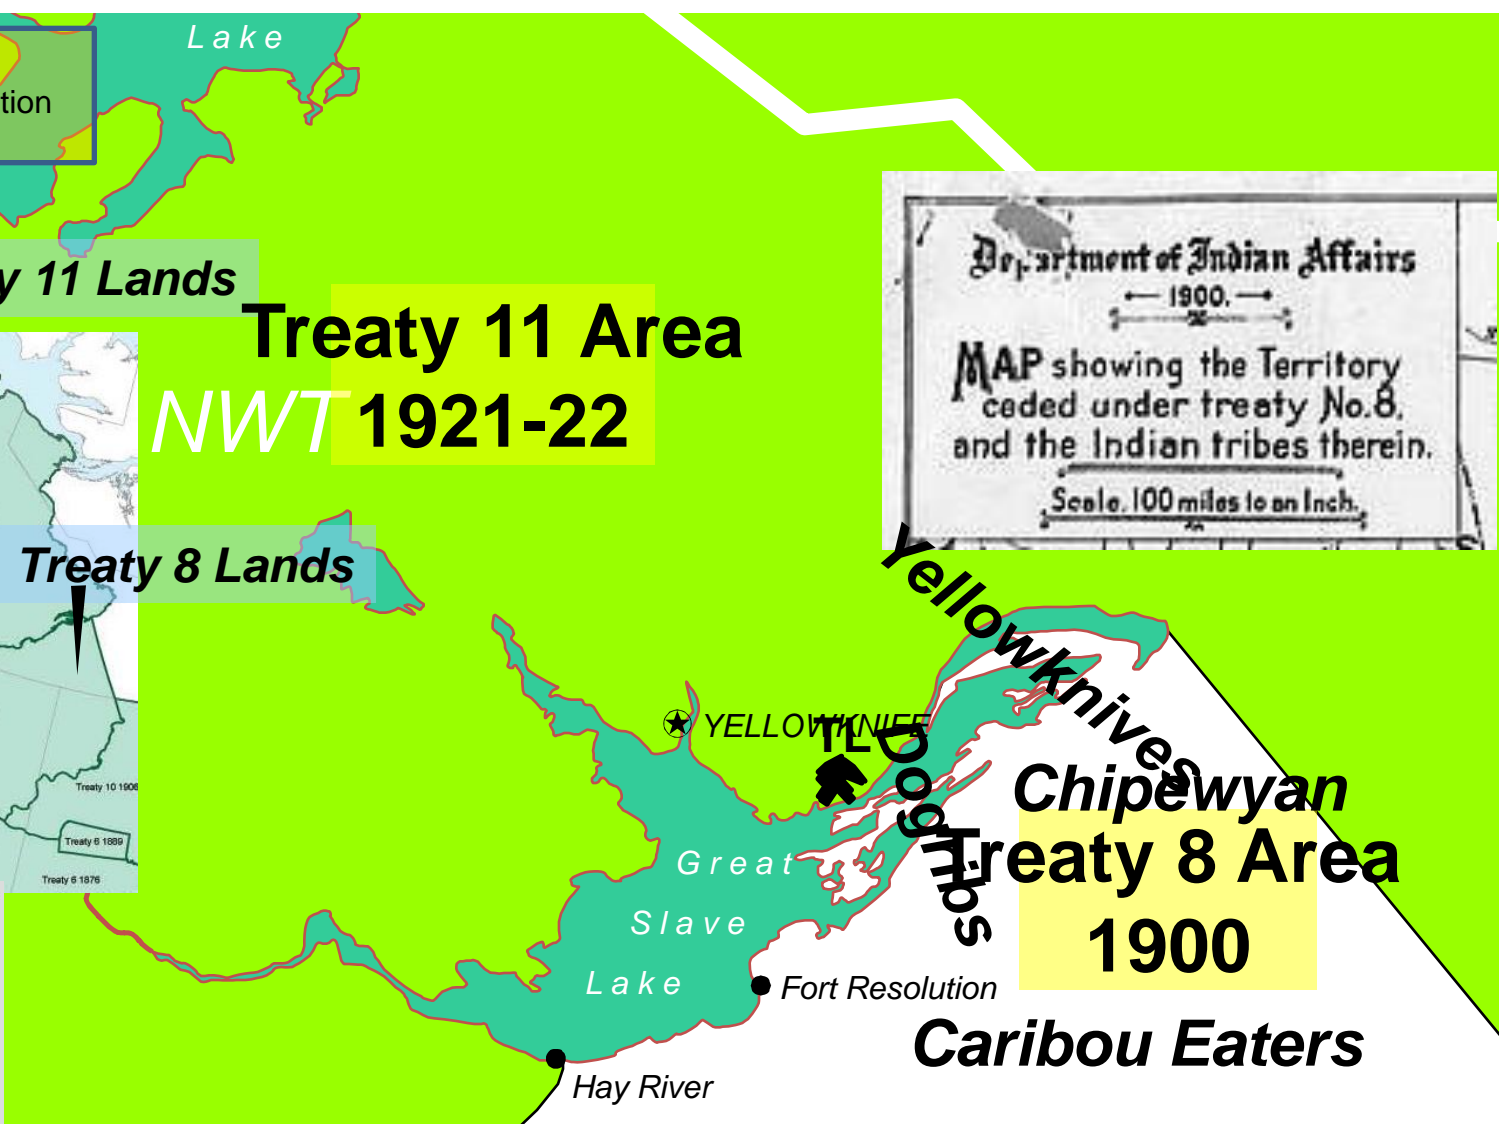 Lake
tion
Department of Indian Affairs
1900.
MAP showing the Territory
ceded under treaty No. 8,
and the Indian tribes therein.
Scale, 100 miles to an Inch.
y 11 Lands
Treaty 11 Area
NWT 1921-22
Treaty 8 Lands
Yellowknives
YELLOWKNIFE
TL
Dogribs
Chipewyan
Treaty 10 1906
Treaty 6 1889
Treaty 6 1876
Treaty 8 Area
1900
Great
Slave
Lake
Fort Resolution
Caribou Eaters
Hay River